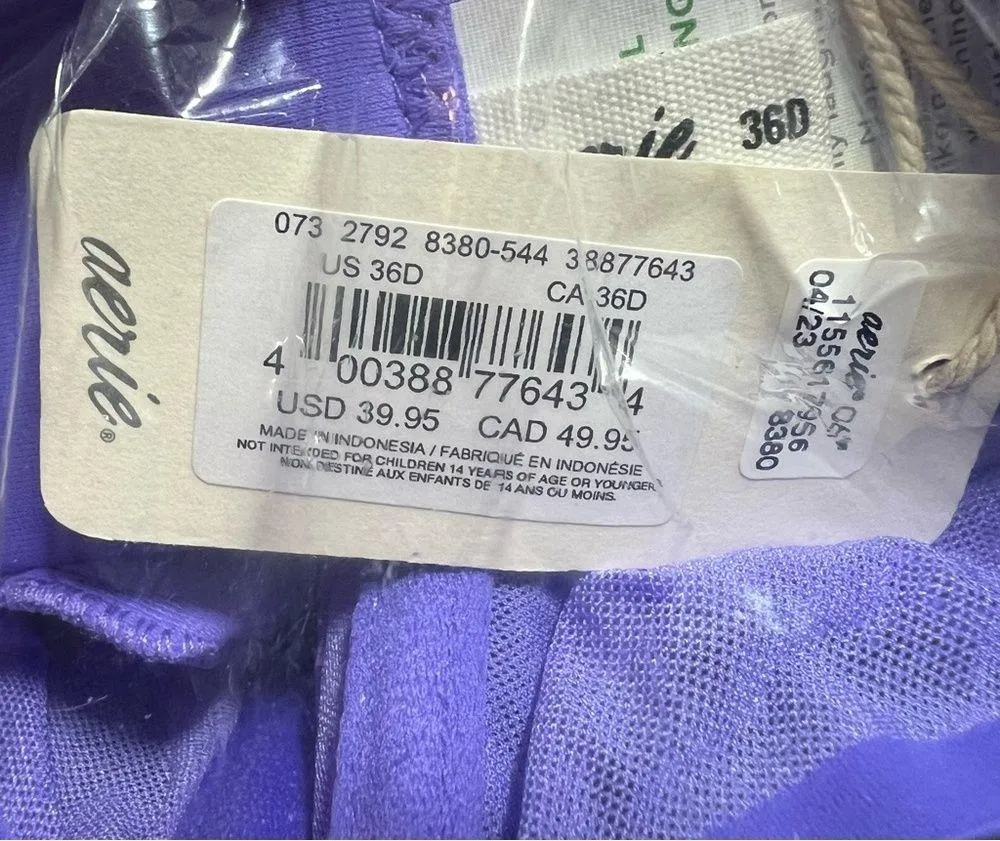 36D
aerie®
073 2792 8380-544 38877643
US 36D
CA 36D
4 00388 77643 4
USD 39.95 CAD 49.95
MADE IN INDONESIA / FABRIQUÉ EN INDONÉSIE
NOT INTENDED FOR CHILDREN 14 YEARS OF AGE OR YOUNGER
NON DESTINÉ AUX ENFANTS DE 14 ANS OU MOINS.
aerie
04/23 8380